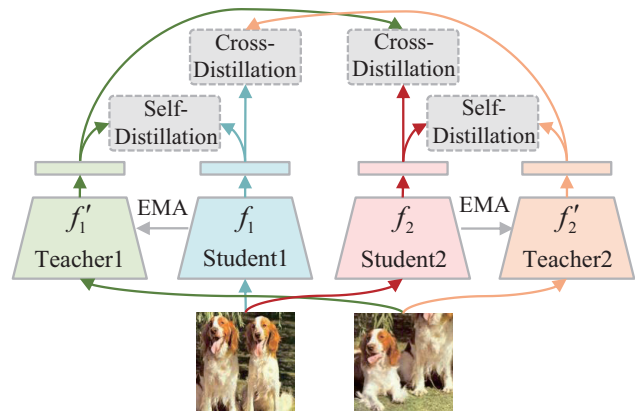 Cross-
Distillation
Cross-
Distillation
Self-
Distillation
Self-
Distillation
f′₁
EMA
f₁
f₂
EMA
f′₂
Teacher1
Student1
Student2
Teacher2